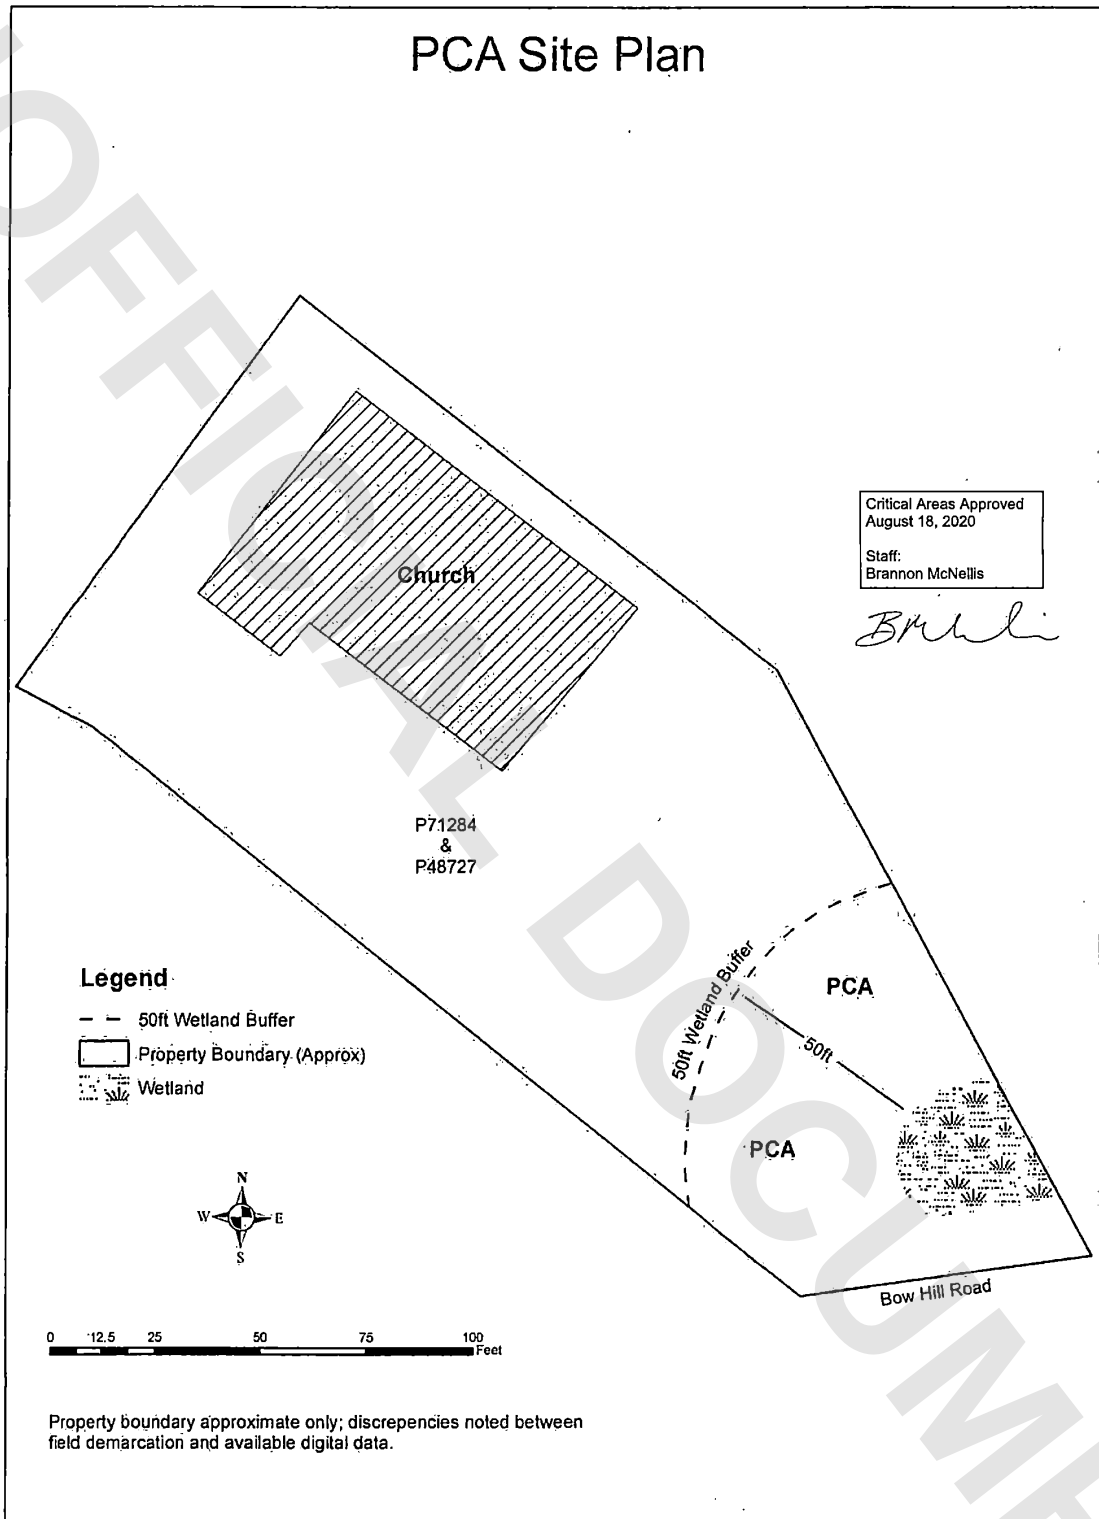 PCA Site Plan
Critical Areas Approved
August 18, 2020
Staff:
Brannon McNellis
Church
P71284
&
P48727
50ft Wetland Buffer
PCA
50ft
PCA
Legend
50ft Wetland Buffer
Property Boundary (Approx)
Wetland
N
W E
S
Bow Hill Road
0 12.5 25 50 75 100
Feet
Property boundary approximate only; discrepancies noted between
field demarcation and available digital data.
OFFICIAL DOCUME